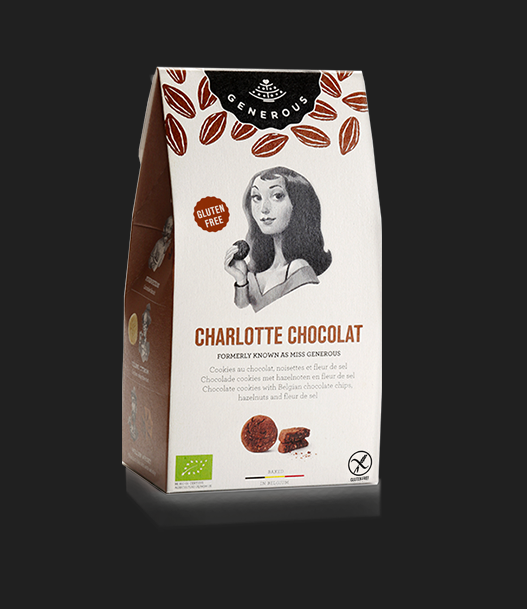 GENEROUS
GLUTEN
FREE
CHARLOTTE CHOCOLAT
FORMERLY KNOWN AS MISS GENEROUS
Cookies au chocolat, noisettes et fleur de sel
Chocolade cookies met hazelnoten en fleur de sel
Chocolate cookies with Belgian chocolate chips,
hazelnuts and fleur de sel
BAKED
IN BELGIUM
GLUTEN FREE